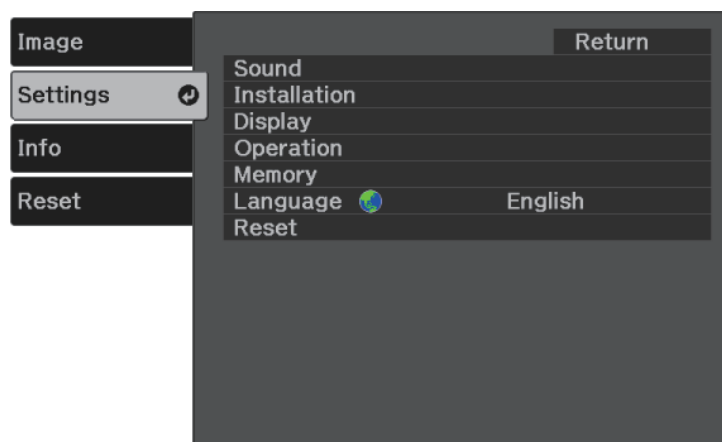 Image
Settings
Info
Reset
Return
Sound
Installation
Display
Operation
Memory
Language English
Reset